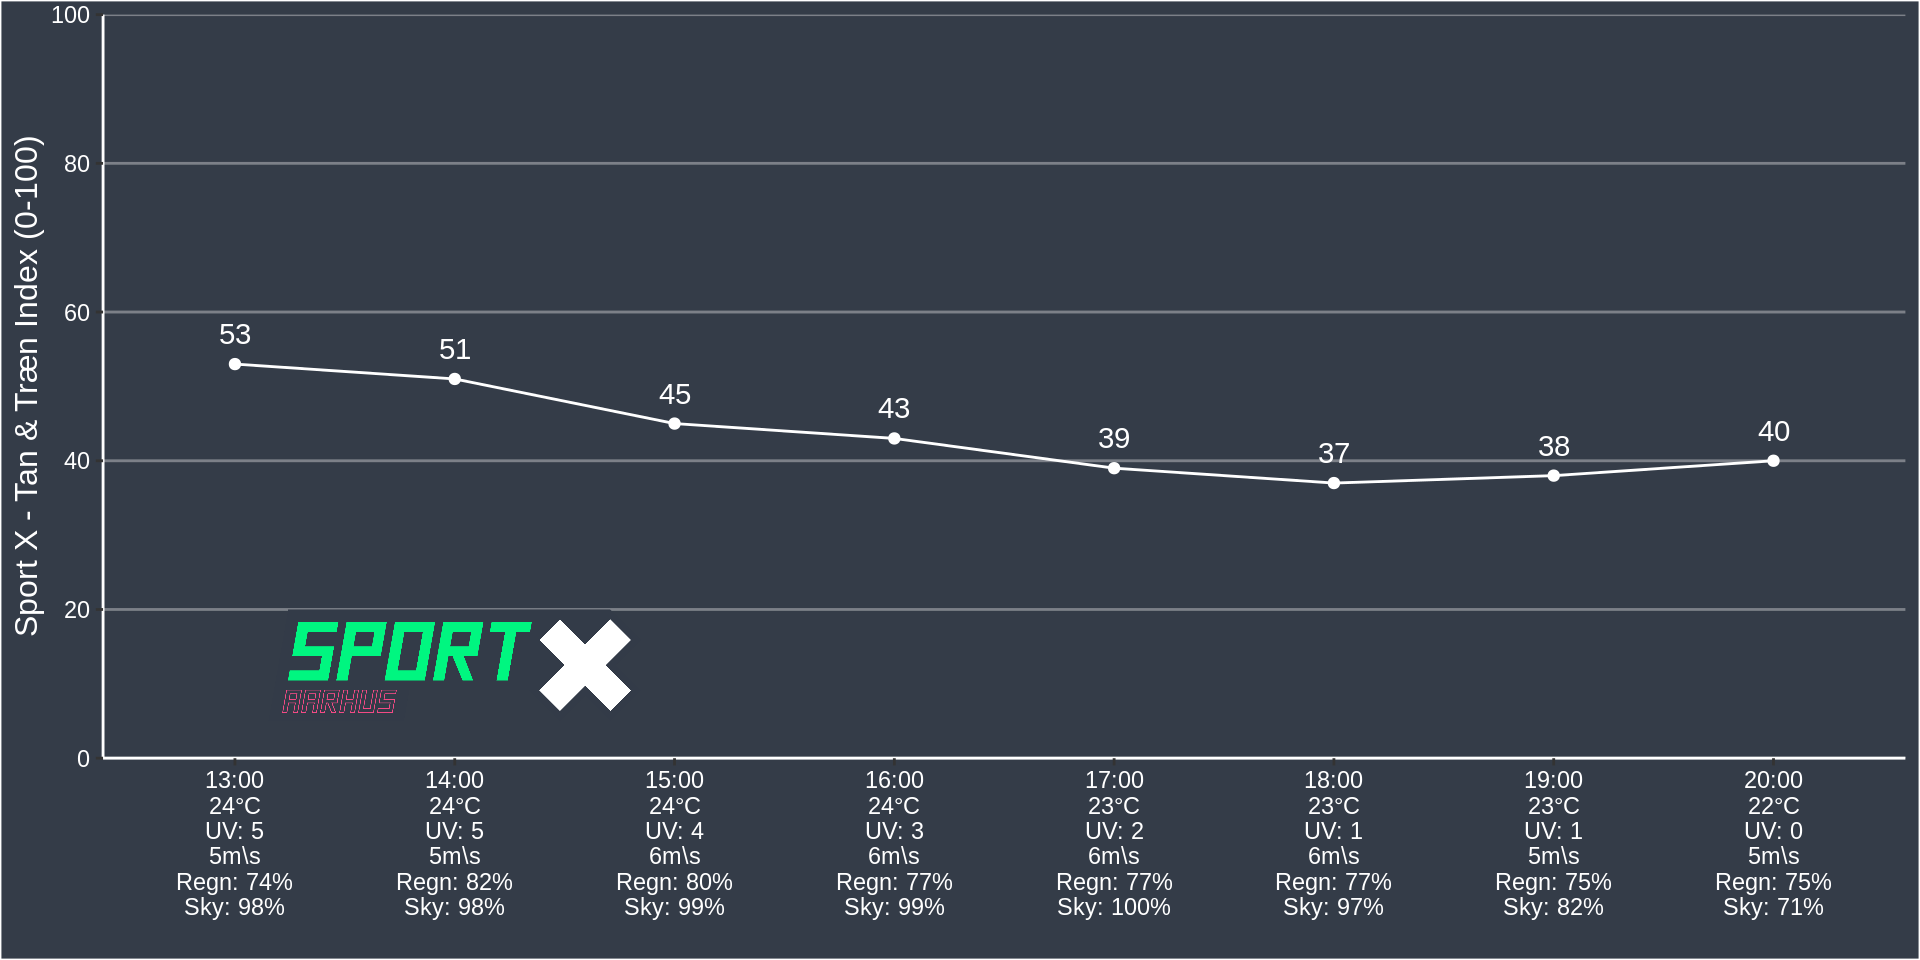 Sport X - Tan & Træn Index (0-100)
100
80
60
40
20
0
53
51
45
43
39
37
38
40
SPORT X
AARHUS
13:00 14:00 15:00 16:00 17:00 18:00 19:00 20:00
24°C 24°C 24°C 24°C 23°C 23°C 23°C 22°C
UV: 5 UV: 5 UV: 4 UV: 3 UV: 2 UV: 1 UV: 1 UV: 0
5m\s 5m\s 6m\s 6m\s 6m\s 6m\s 5m\s 5m\s
Regn: 74% Regn: 82% Regn: 80% Regn: 77% Regn: 77% Regn: 77% Regn: 75% Regn: 75%
Sky: 98% Sky: 98% Sky: 99% Sky: 99% Sky: 100% Sky: 97% Sky: 82% Sky: 71%